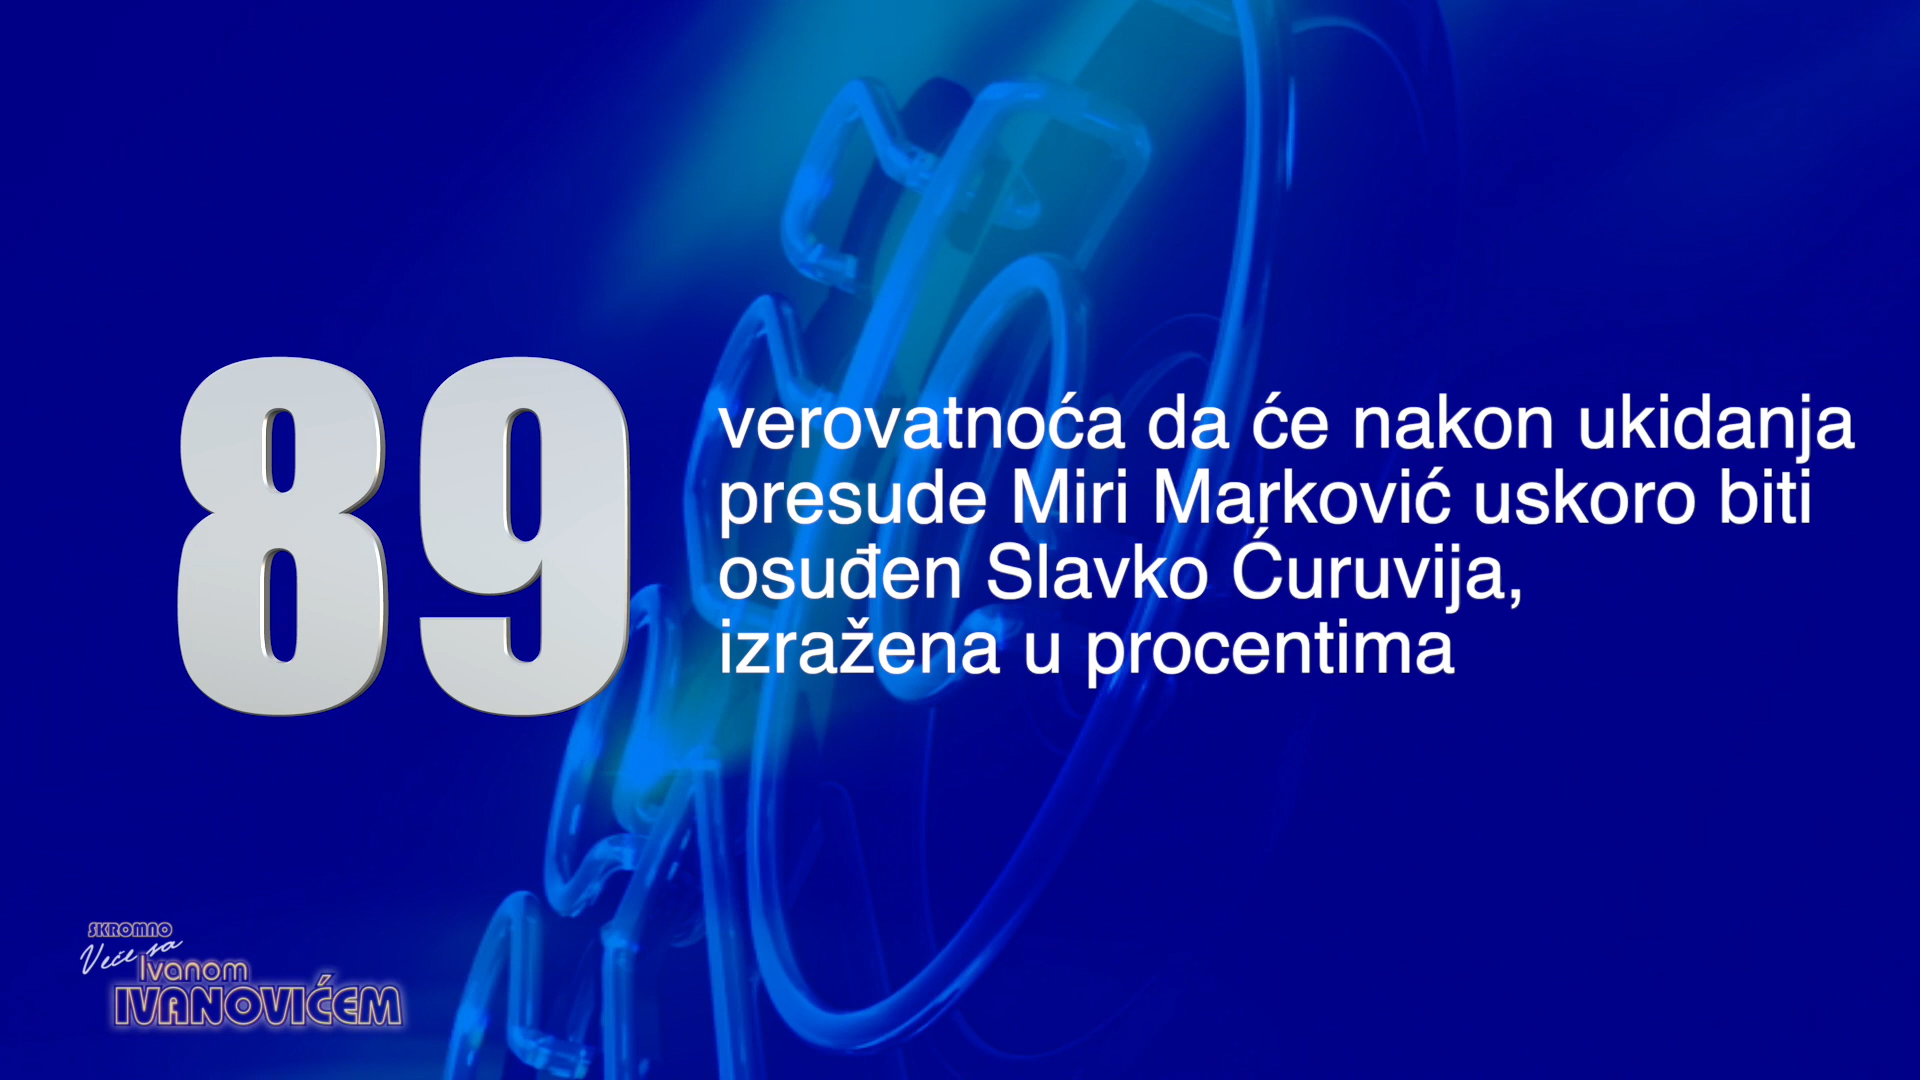 89
verovatnoća da će nakon ukidanja
presude Miri Marković uskoro biti
osuđen Slavko Ćuruvija,
izražena u procentima
SKROMNO
Veče sa
Ivanom
IVANOVIĆEM